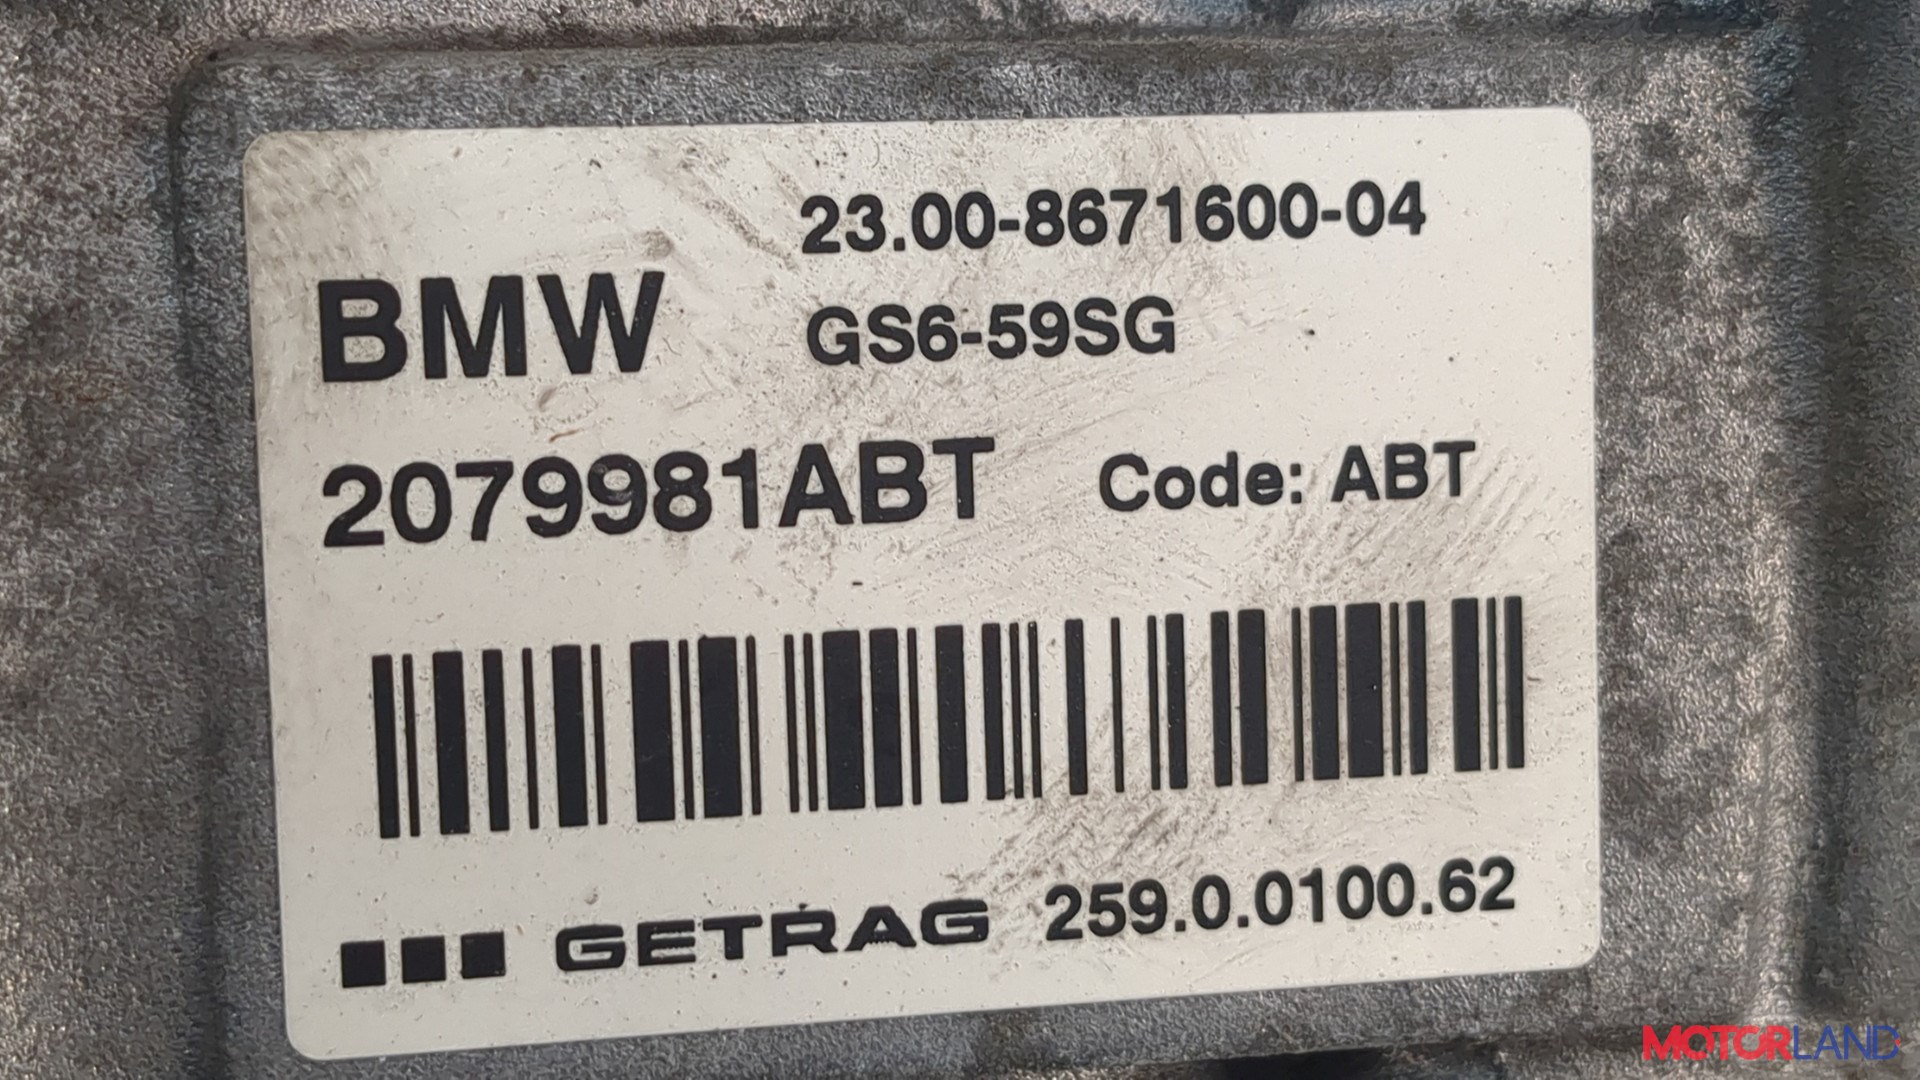 23.00-8671600-04
BMW GS6-59SG
2079981ABT Code: ABT
GETRAG 259.0.0100.62
MOTORLAND